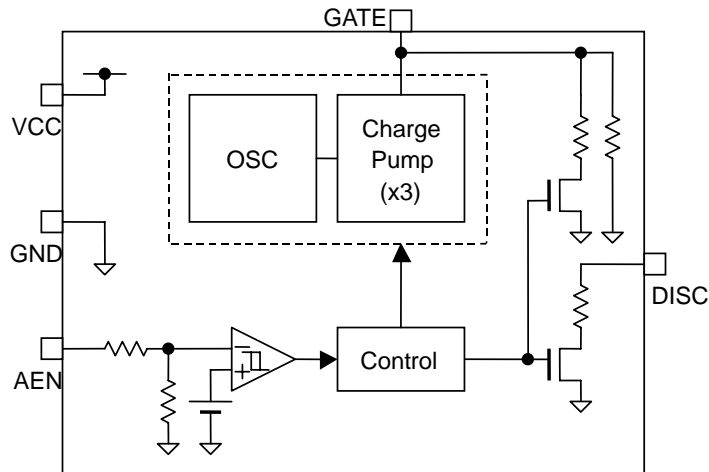 GATE
VCC
OSC
Charge
Pump
(x3)
GND
DISC
AEN
Control